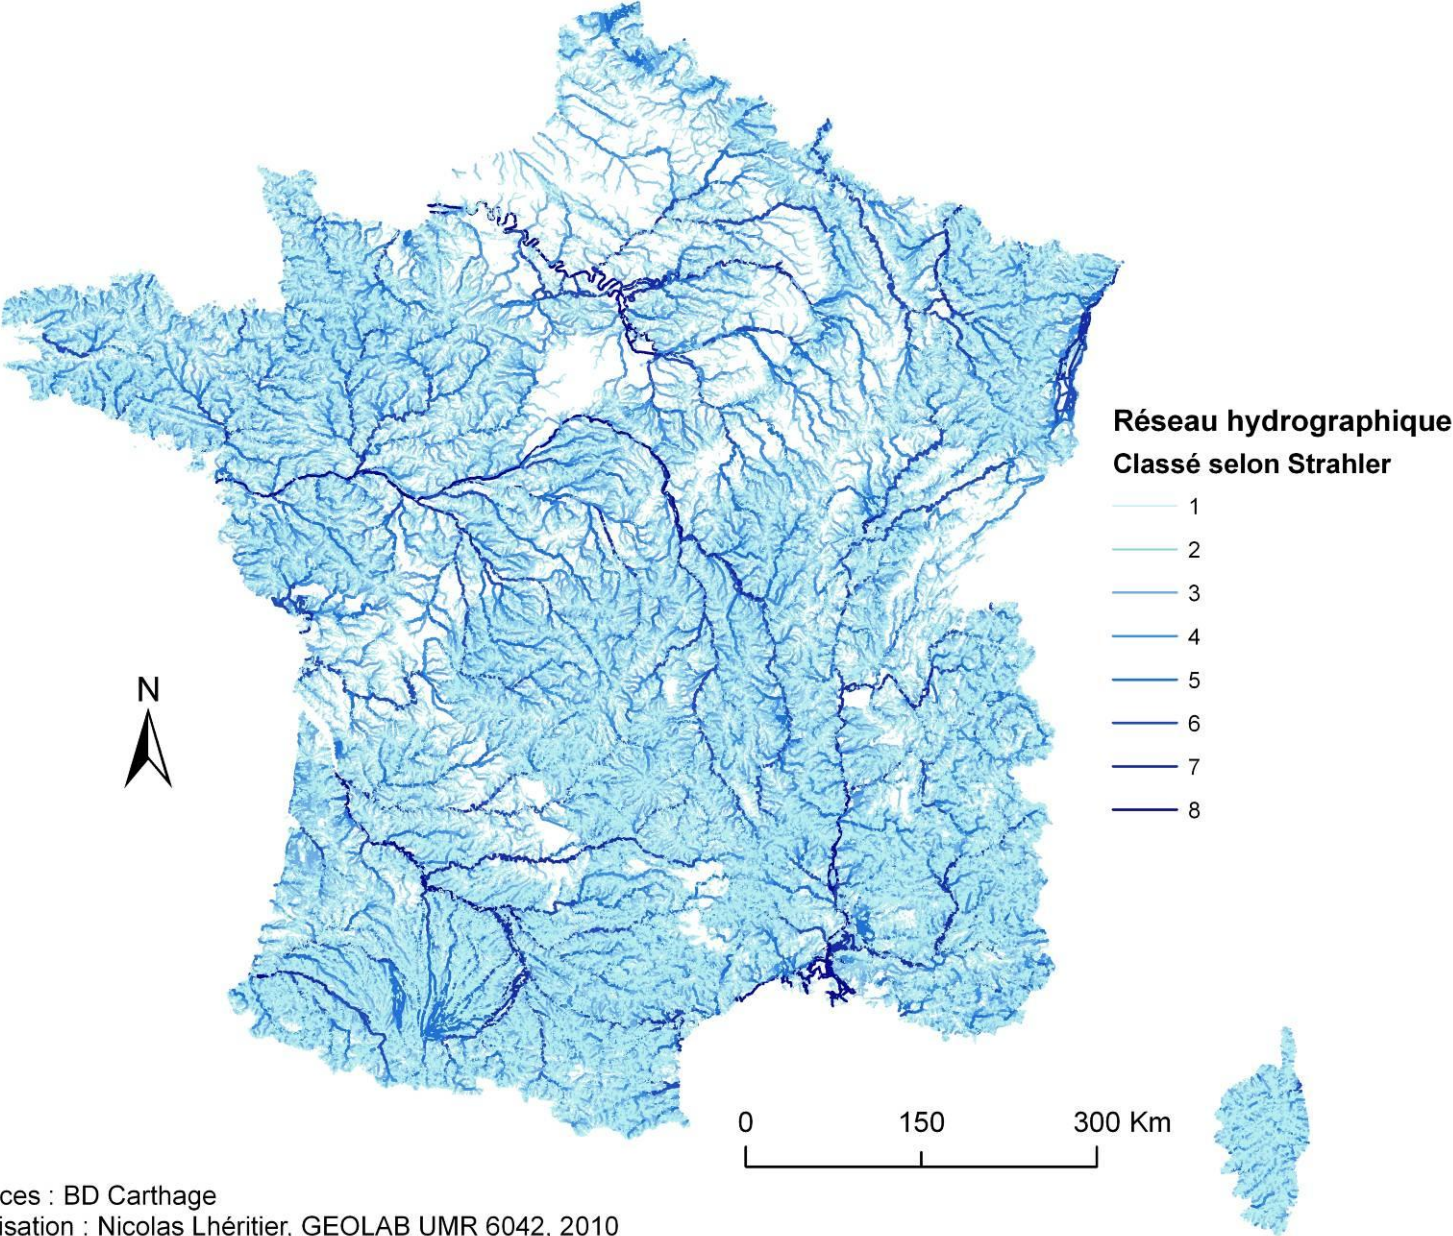 Réseau hydrographique
Classé selon Strahler
1
2
3
4
5
6
7
8
N
0 150 300 Km
ces : BD Carthage
isation : Nicolas Lhéritier, GEOLAB UMR 6042, 2010